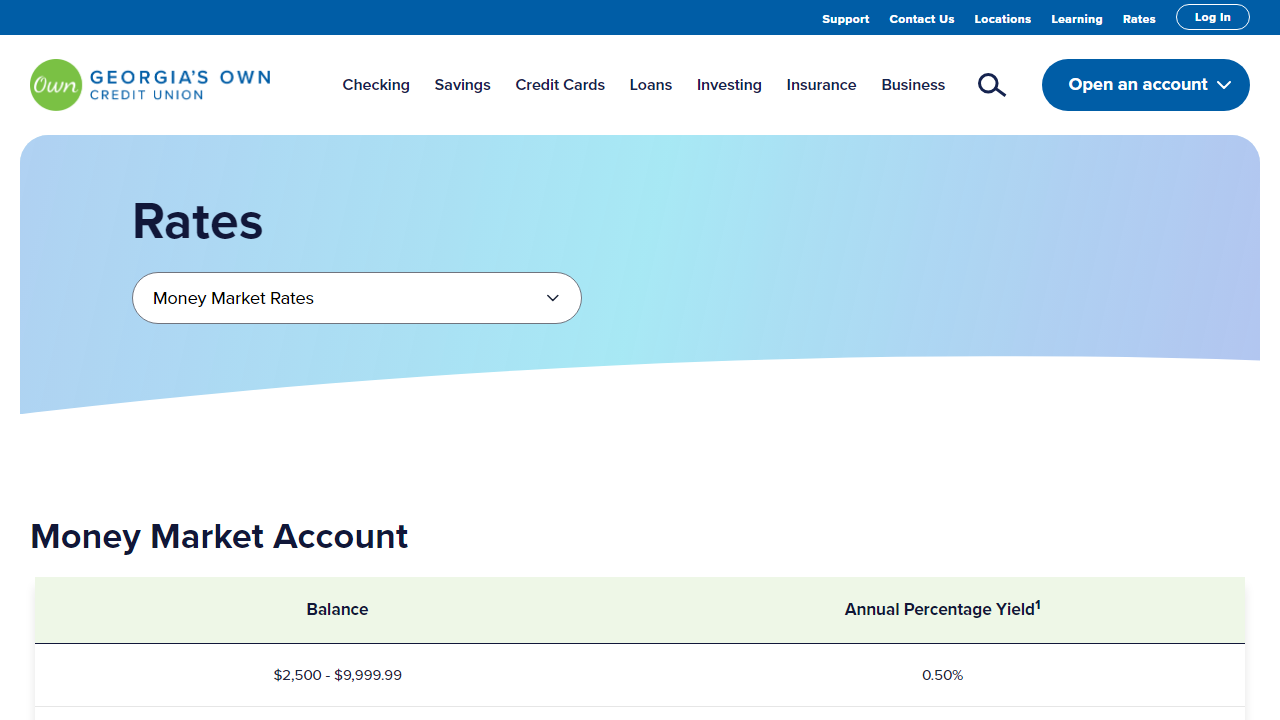 Support Contact Us Locations Learning Rates Log In
Own GEORGIA'S OWN
CREDIT UNION
Checking Savings Credit Cards Loans Investing Insurance Business Open an account
Rates
Money Market Rates
Money Market Account
Balance Annual Percentage Yield1
$2,500 - $9,999.99 0.50%